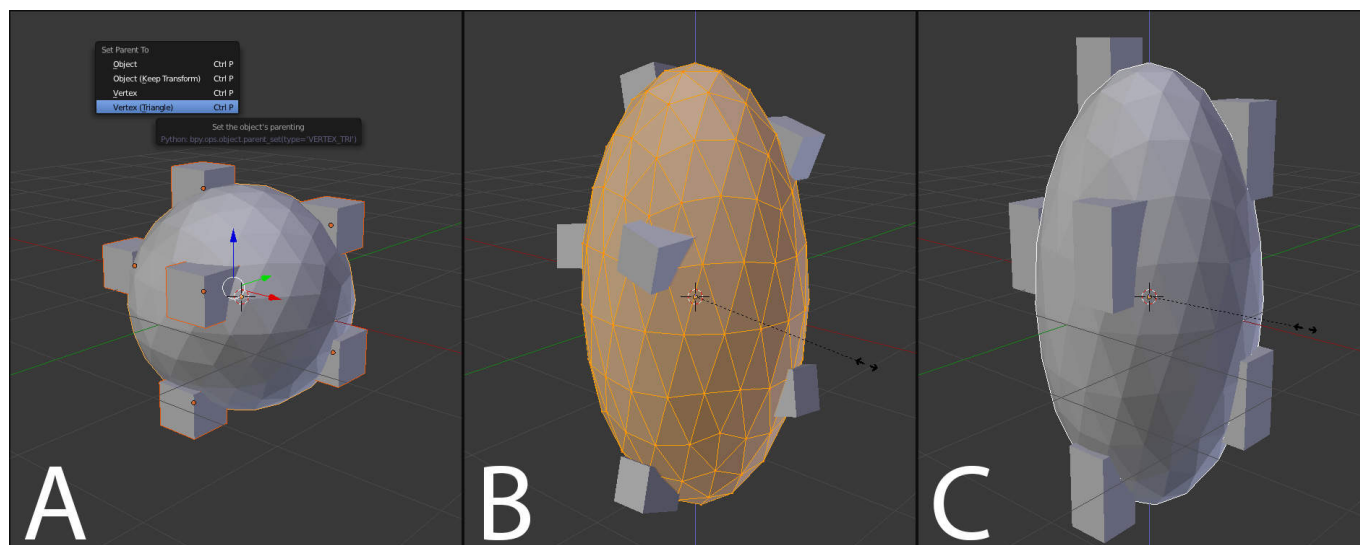 Set Parent To
Object Ctrl P
Object (Keep Transform) Ctrl P
Vertex Ctrl P
Vertex (Triangle) Ctrl P
Set the object's parenting
Python: bpy.ops.object.parent_set(type='VERTEX_TRI')
A B C